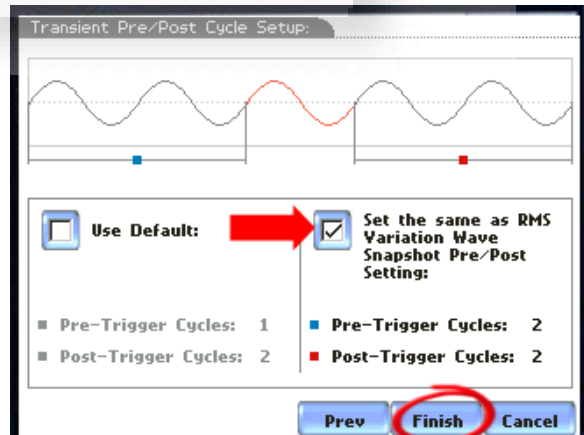 Transient Pre/Post Cycle Setup:
Use Default:
Set the same as RMS
Variation Wave
Snapshot Pre/Post
Setting:
Pre-Trigger Cycles: 1
Post-Trigger Cycles: 2
Pre-Trigger Cycles: 2
Post-Trigger Cycles: 2
Prev Finish Cancel